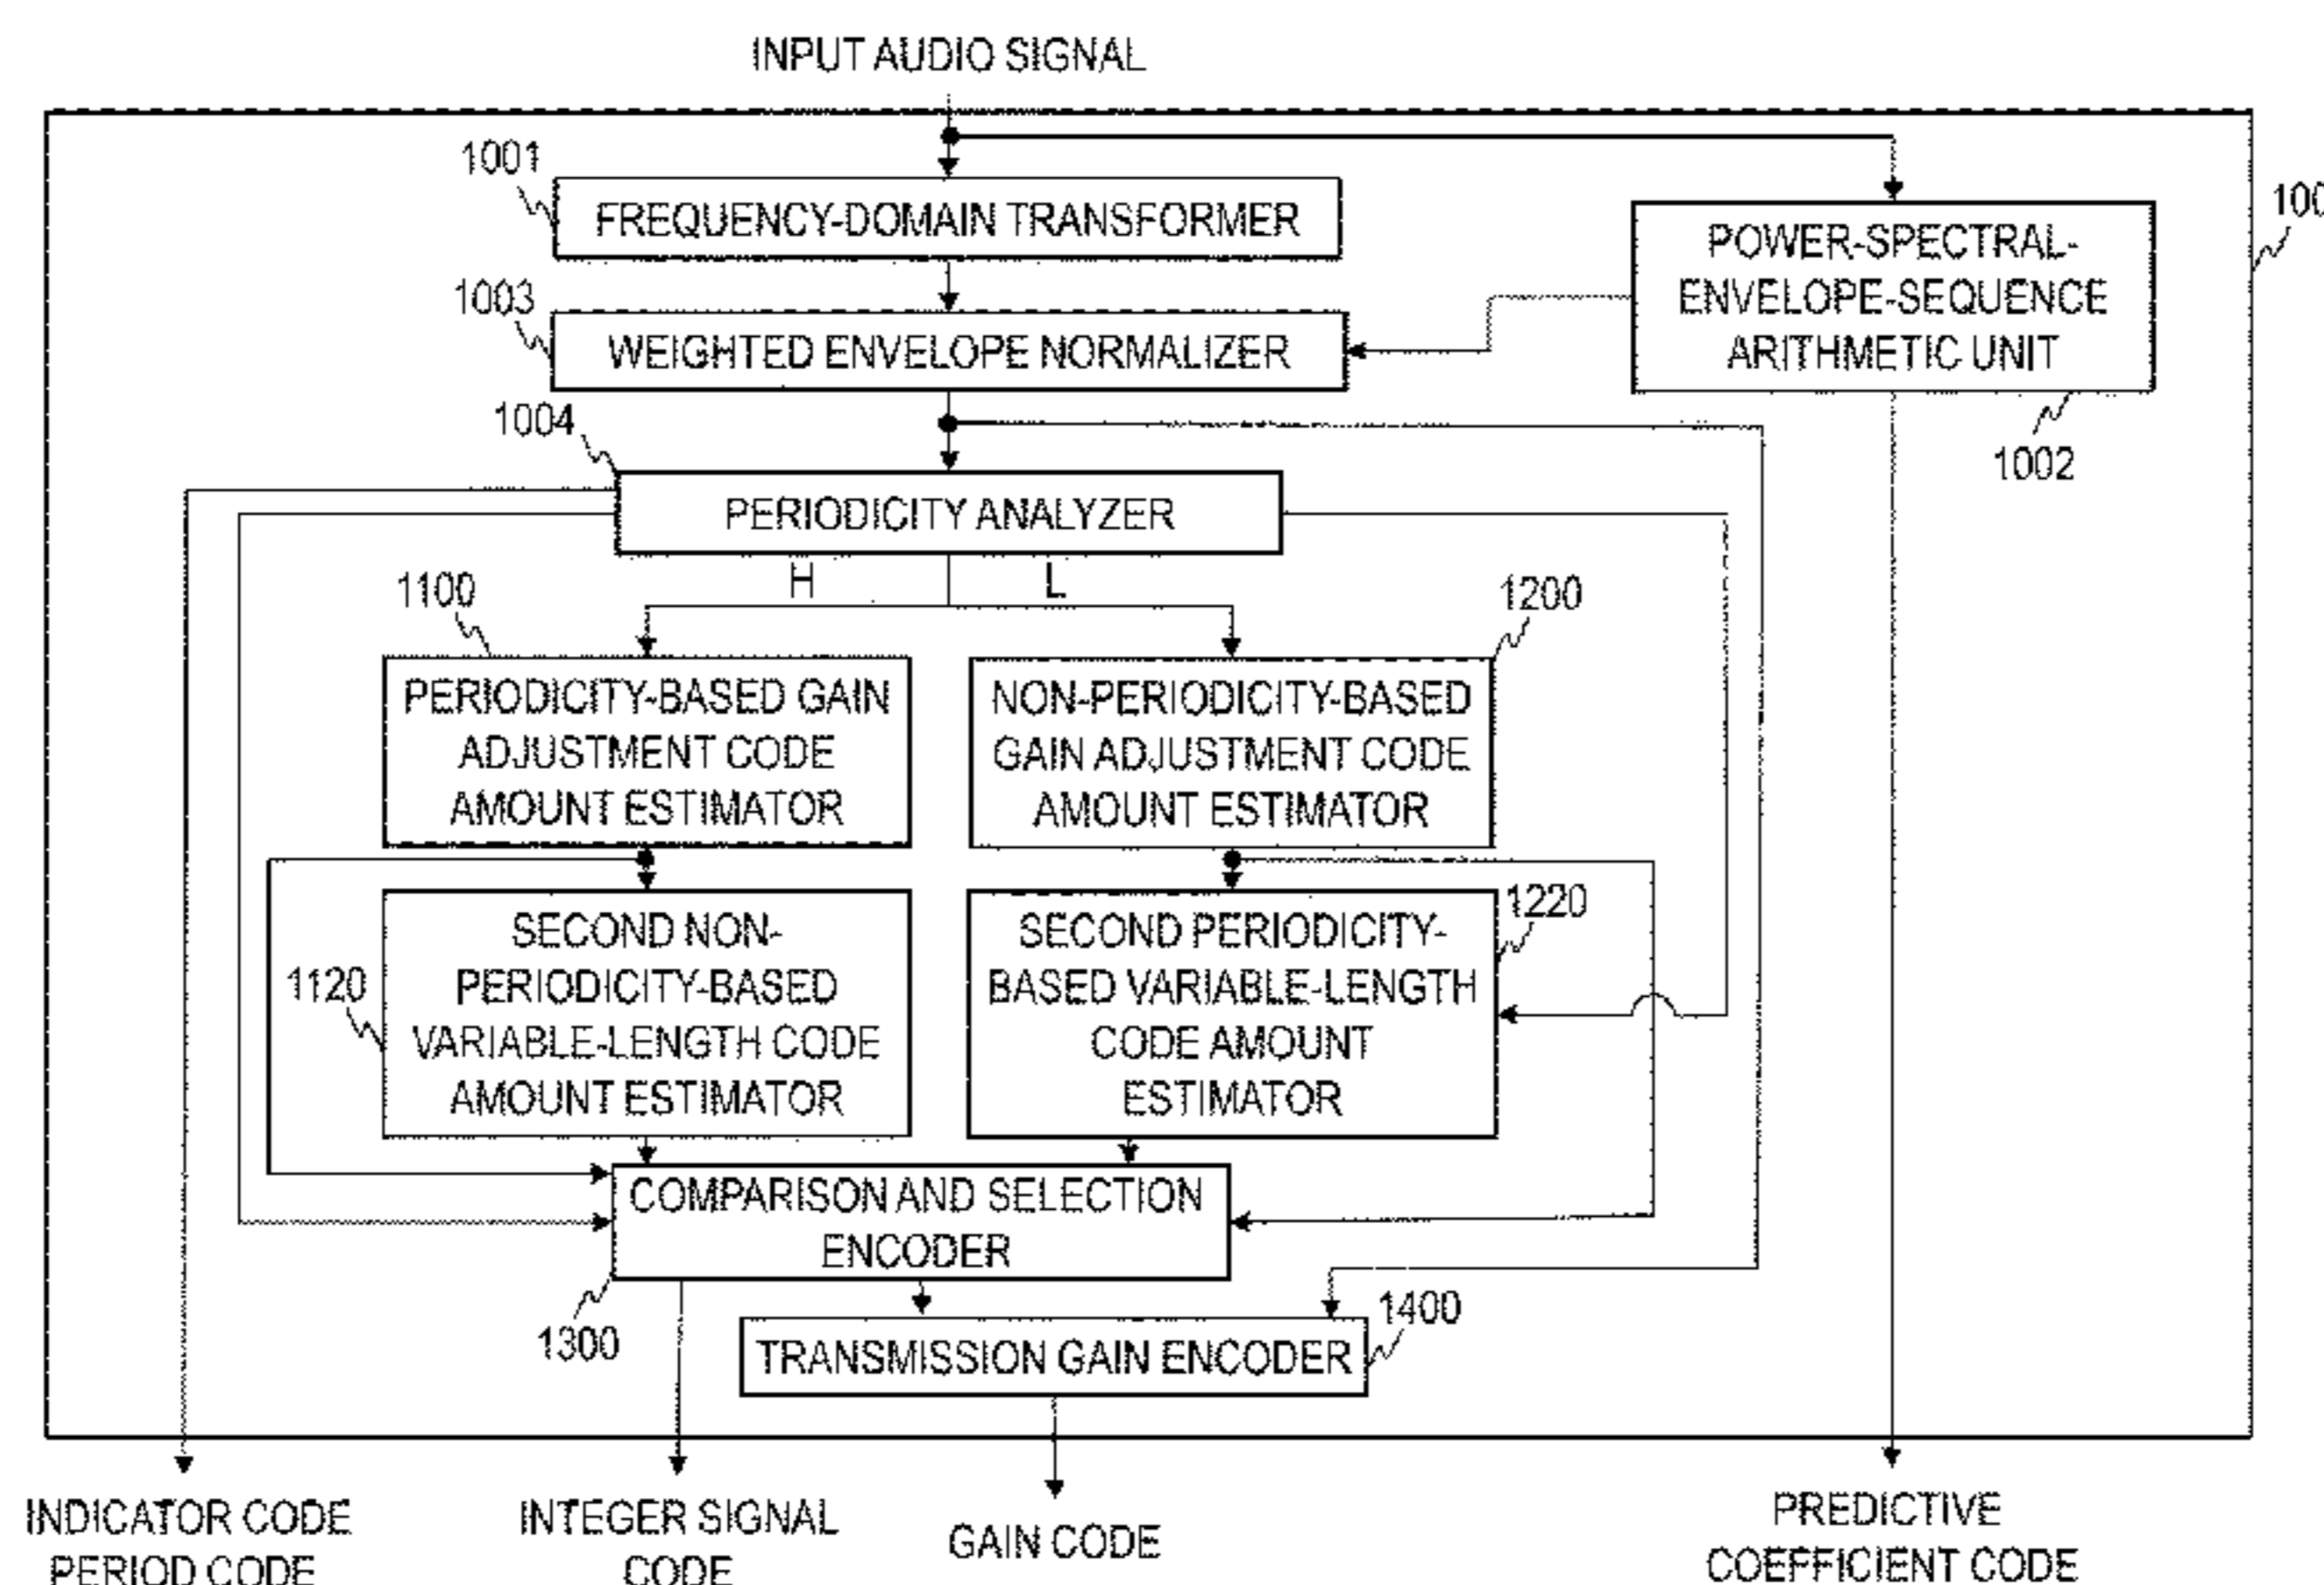 INPUT AUDIO SIGNAL
1001
FREQUENCY-DOMAIN TRANSFORMER
100
POWER-SPECTRAL-
ENVELOPE-SEQUENCE
ARITHMETIC UNIT
1002
1003
WEIGHTED ENVELOPE NORMALIZER
1004
PERIODICITY ANALYZER
H
L
1100
PERIODICITY-BASED GAIN
ADJUSTMENT CODE
AMOUNT ESTIMATOR
1200
NON-PERIODICITY-BASED
GAIN ADJUSTMENT CODE
AMOUNT ESTIMATOR
1120
SECOND NON-
PERIODICITY-BASED
VARIABLE-LENGTH CODE
AMOUNT ESTIMATOR
1220
SECOND PERIODICITY-
BASED VARIABLE-LENGTH
CODE AMOUNT
ESTIMATOR
COMPARISON AND SELECTION
ENCODER
1300
1400
TRANSMISSION GAIN ENCODER
INDICATOR CODE
PERIOD CODE
INTEGER SIGNAL
CODE
GAIN CODE
PREDICTIVE
COEFFICIENT CODE